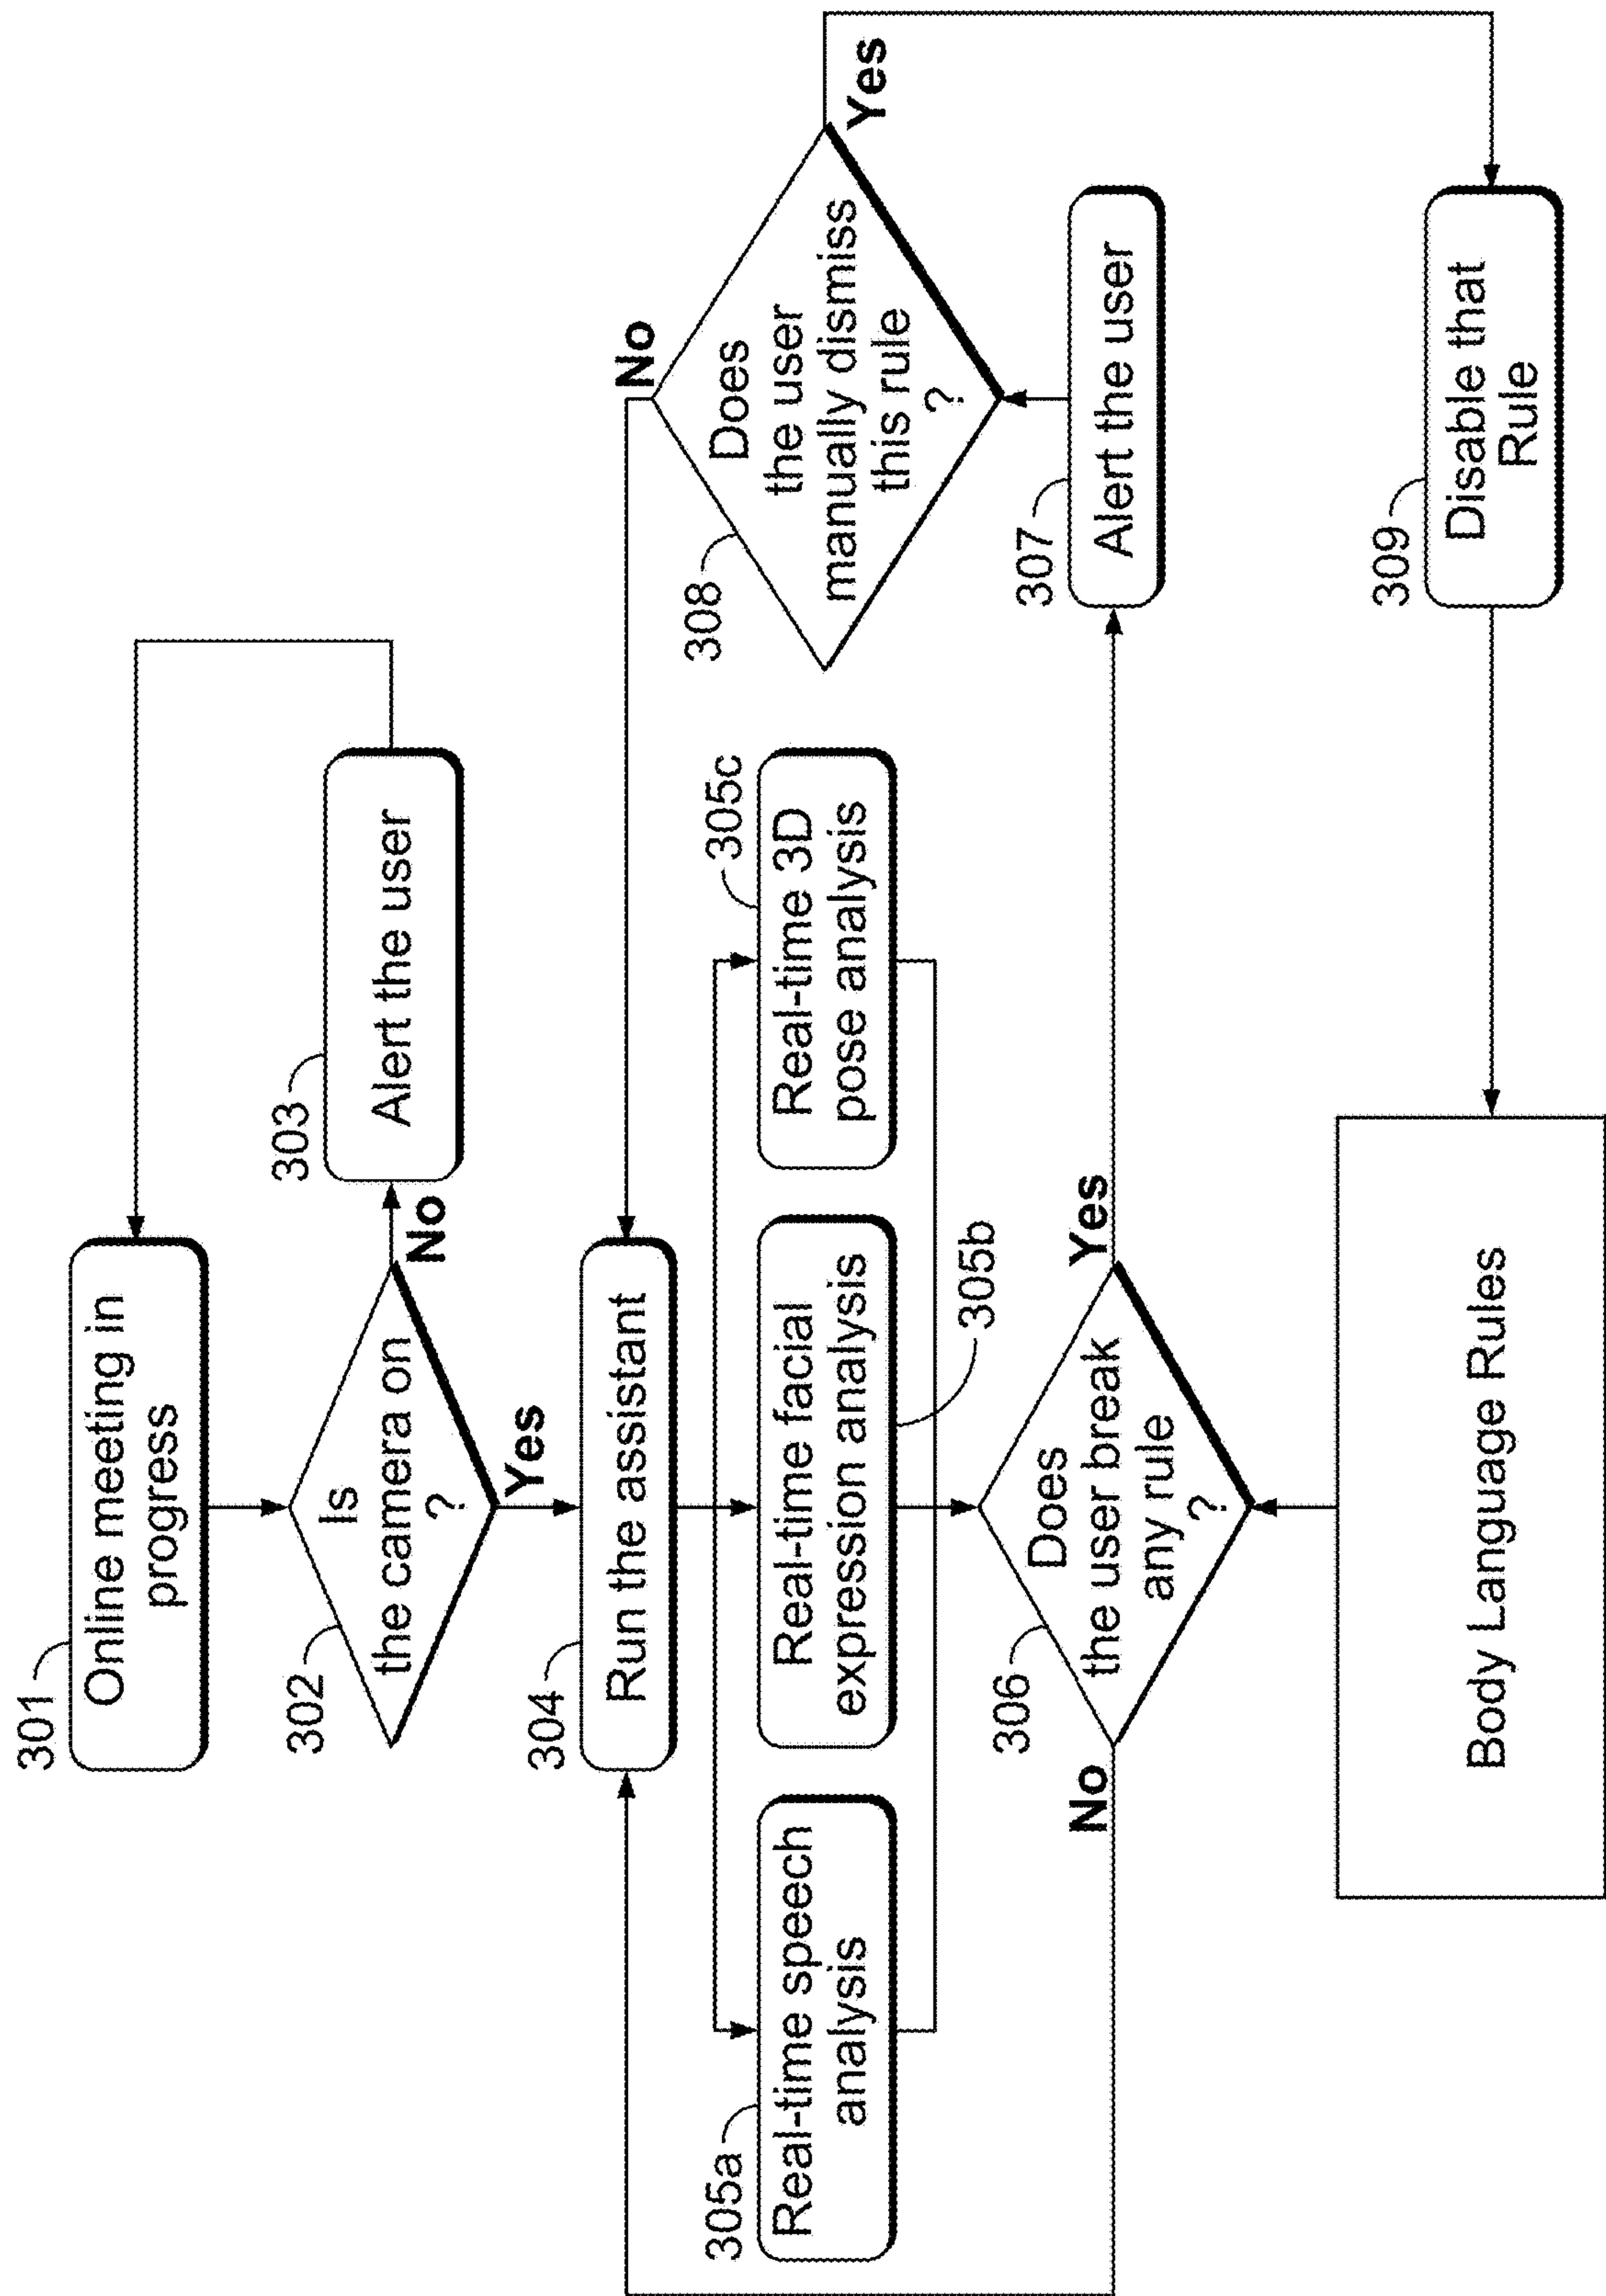 301
Online meeting in
progress
302
Is
the camera on
?
No
303
Alert the user
Yes
304
Run the assistant
305a
Real-time speech
analysis
Real-time facial
expression analysis
305b
305c
Real-time 3D
pose analysis
306
Does
the user break
any rule
?
No
Yes
307
Alert the user
308
Does
the user
manually dismiss
this rule
?
No
Yes
309
Disable that
Rule
Body Language Rules